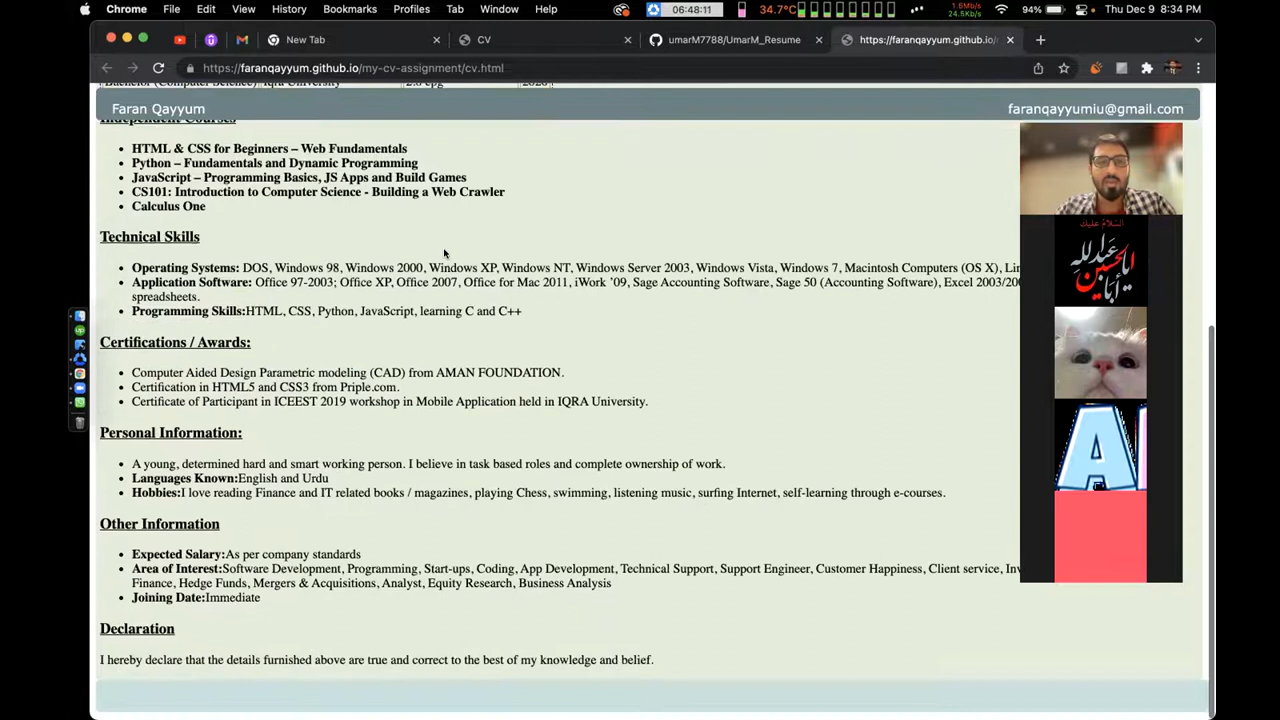 Chrome File Edit View History Bookmarks Profiles Tab Window Help 06:48:11 34.7°C 94% Thu Dec 9 8:34 PM
New Tab CV umarM7788/UmarM_Resume https://faranqayyum.github.io/
https://faranqayyum.github.io/my-cv-assignment/cv.html
Bachelor (Computer Science) Iqra University
Faran Qayyum faranqayyumiu@gmail.com
Independent Courses
HTML & CSS for Beginners – Web Fundamentals
Python – Fundamentals and Dynamic Programming
JavaScript – Programming Basics, JS Apps and Build Games
CS101: Introduction to Computer Science - Building a Web Crawler
Calculus One
Technical Skills
Operating Systems: DOS, Windows 98, Windows 2000, Windows XP, Windows NT, Windows Server 2003, Windows Vista, Windows 7, Macintosh Computers (OS X),
Application Software: Office 97-2003; Office XP, Office 2007, Office for Mac 2011, iWork '09, Sage Accounting Software, Sage 50 (Accounting Software), Excel 2003/
spreadsheets.
Programming Skills:HTML, CSS, Python, JavaScript, learning C and C++
Certifications / Awards:
Computer Aided Design Parametric modeling (CAD) from AMAN FOUNDATION.
Certification in HTML5 and CSS3 from Priple.com.
Certificate of Participant in ICEEST 2019 workshop in Mobile Application held in IQRA University.
Personal Information:
A young, determined hard and smart working person. I believe in task based roles and complete ownership of work.
Languages Known:English and Urdu
Hobbies:I love reading Finance and IT related books / magazines, playing Chess, swimming, listening music, surfing Internet, self-learning through e-courses.
Other Information
Expected Salary:As per company standards
Area of Interest:Software Development, Programming, Start-ups, Coding, App Development, Technical Support, Support Engineer, Customer Happiness, Client service,
Finance, Hedge Funds, Mergers & Acquisitions, Analyst, Equity Research, Business Analysis
Joining Date:Immediate
Declaration
I hereby declare that the details furnished above are true and correct to the best of my knowledge and belief.
السلام عليك
يا أبا عبدالله الحسين
A